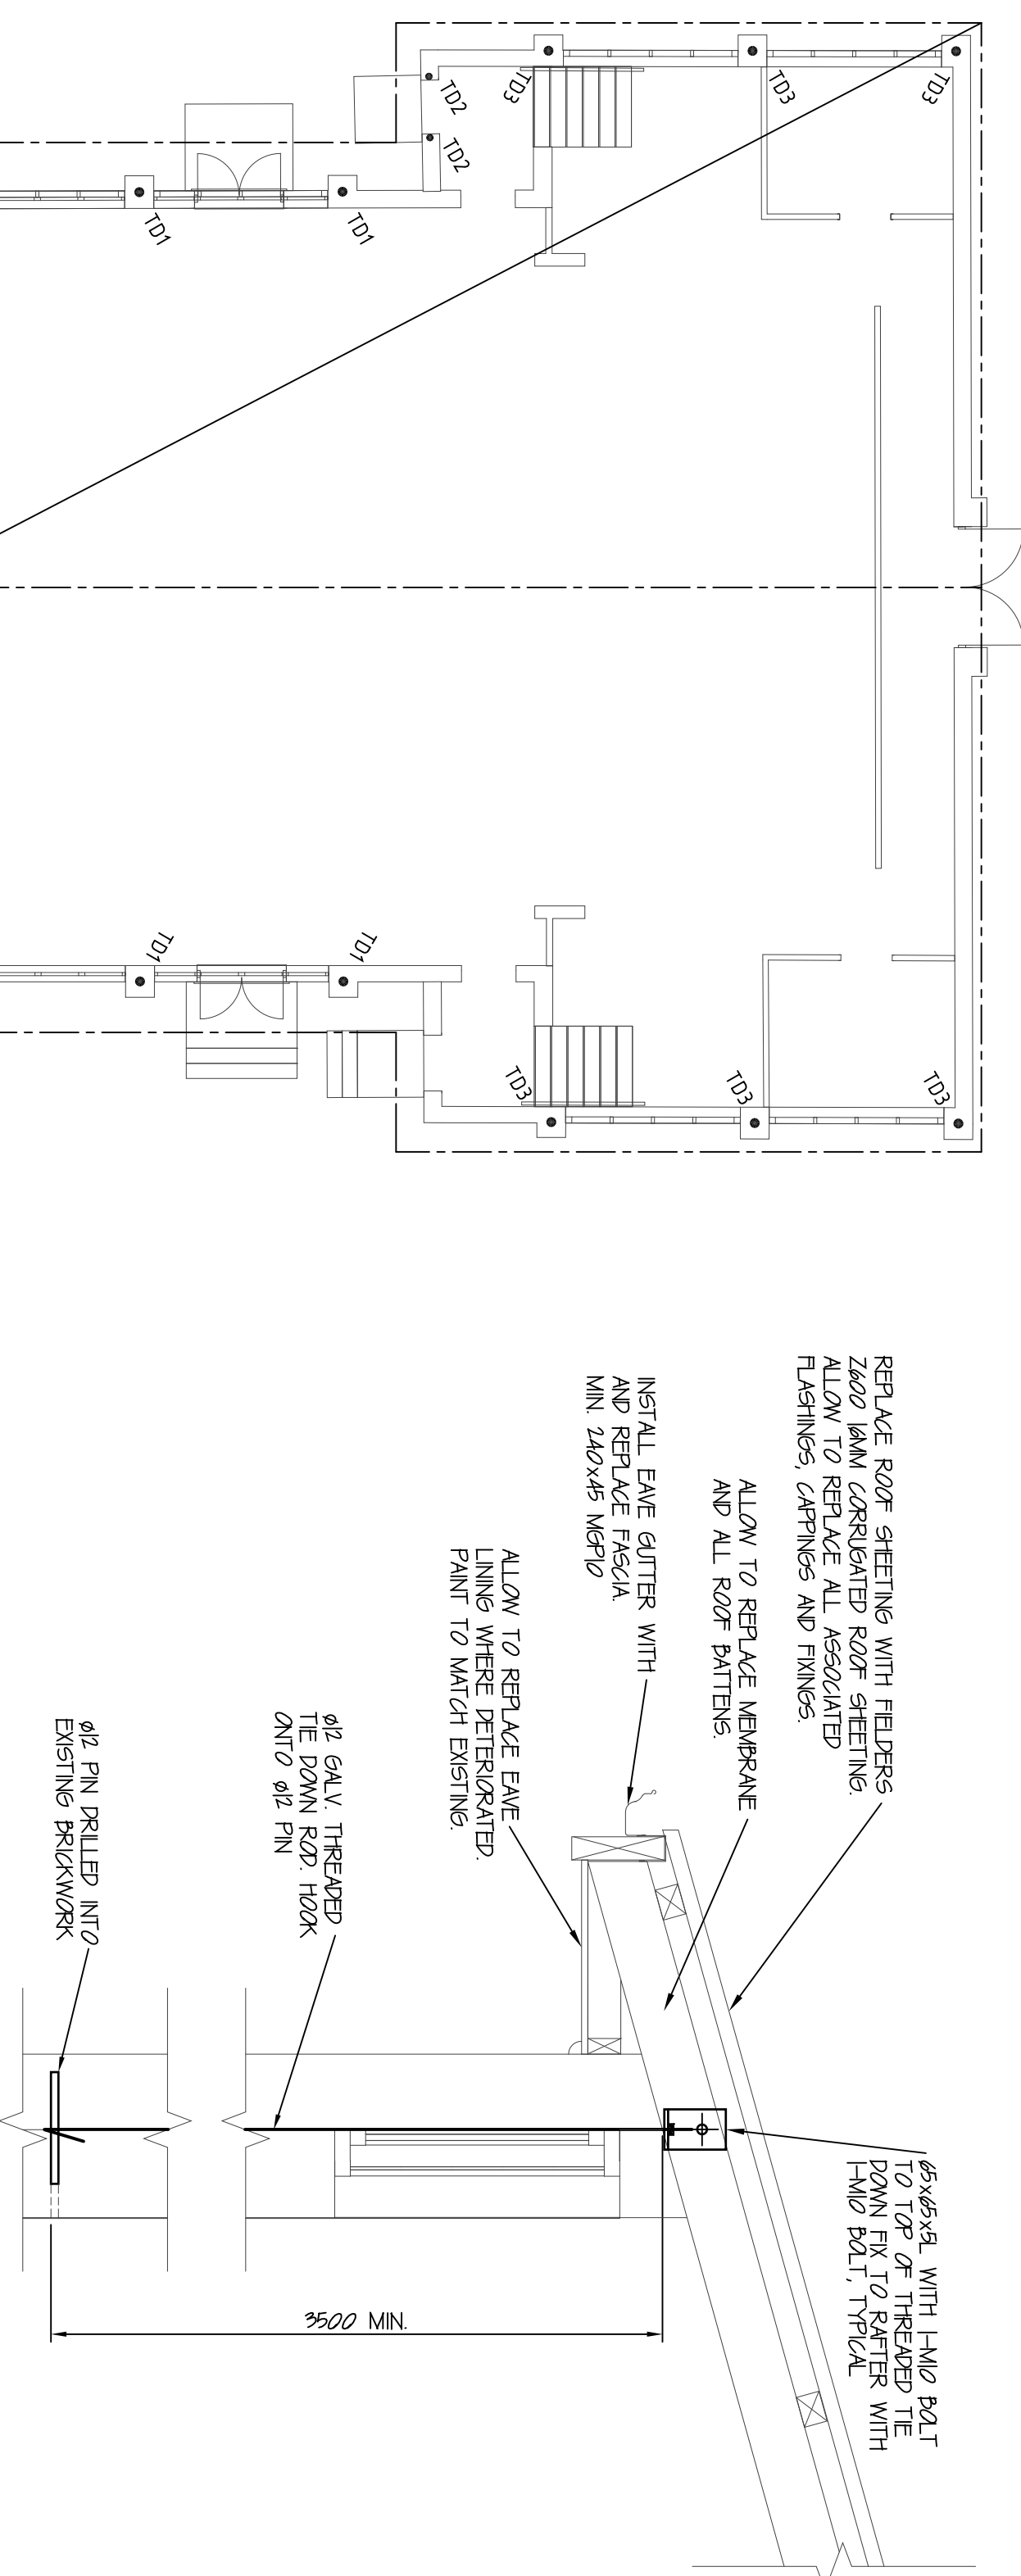 TD3
TD3
TD3
TD2
TD2
TD1
TD1
TD1
TD1
TD3
TD3
TD3
REPLACE ROOF SHEETING WITH FIELDERS
Z600 16MM CORRUGATED ROOF SHEETING.
ALLOW TO REPLACE ALL ASSOCIATED
FLASHINGS, CAPPINGS AND FIXINGS.
ALLOW TO REPLACE MEMBRANE
AND ALL ROOF BATTENS.
INSTALL EAVE GUTTER WITH
AND REPLACE FASCIA.
MIN. 240x45 MGP10
ALLOW TO REPLACE EAVE
LINING WHERE DETERIORATED.
PAINT TO MATCH EXISTING.
ø12 GALV. THREADED
TIE DOWN ROD. HOOK
ONTO ø12 PIN
ø12 PIN DRILLED INTO
EXISTING BRICKWORK
65x65x5L WITH 1-M10 BOLT
TO TOP OF THREADED TIE
DOWN FIX TO RAFTER WITH
1-M10 BOLT, TYPICAL
3500 MIN.